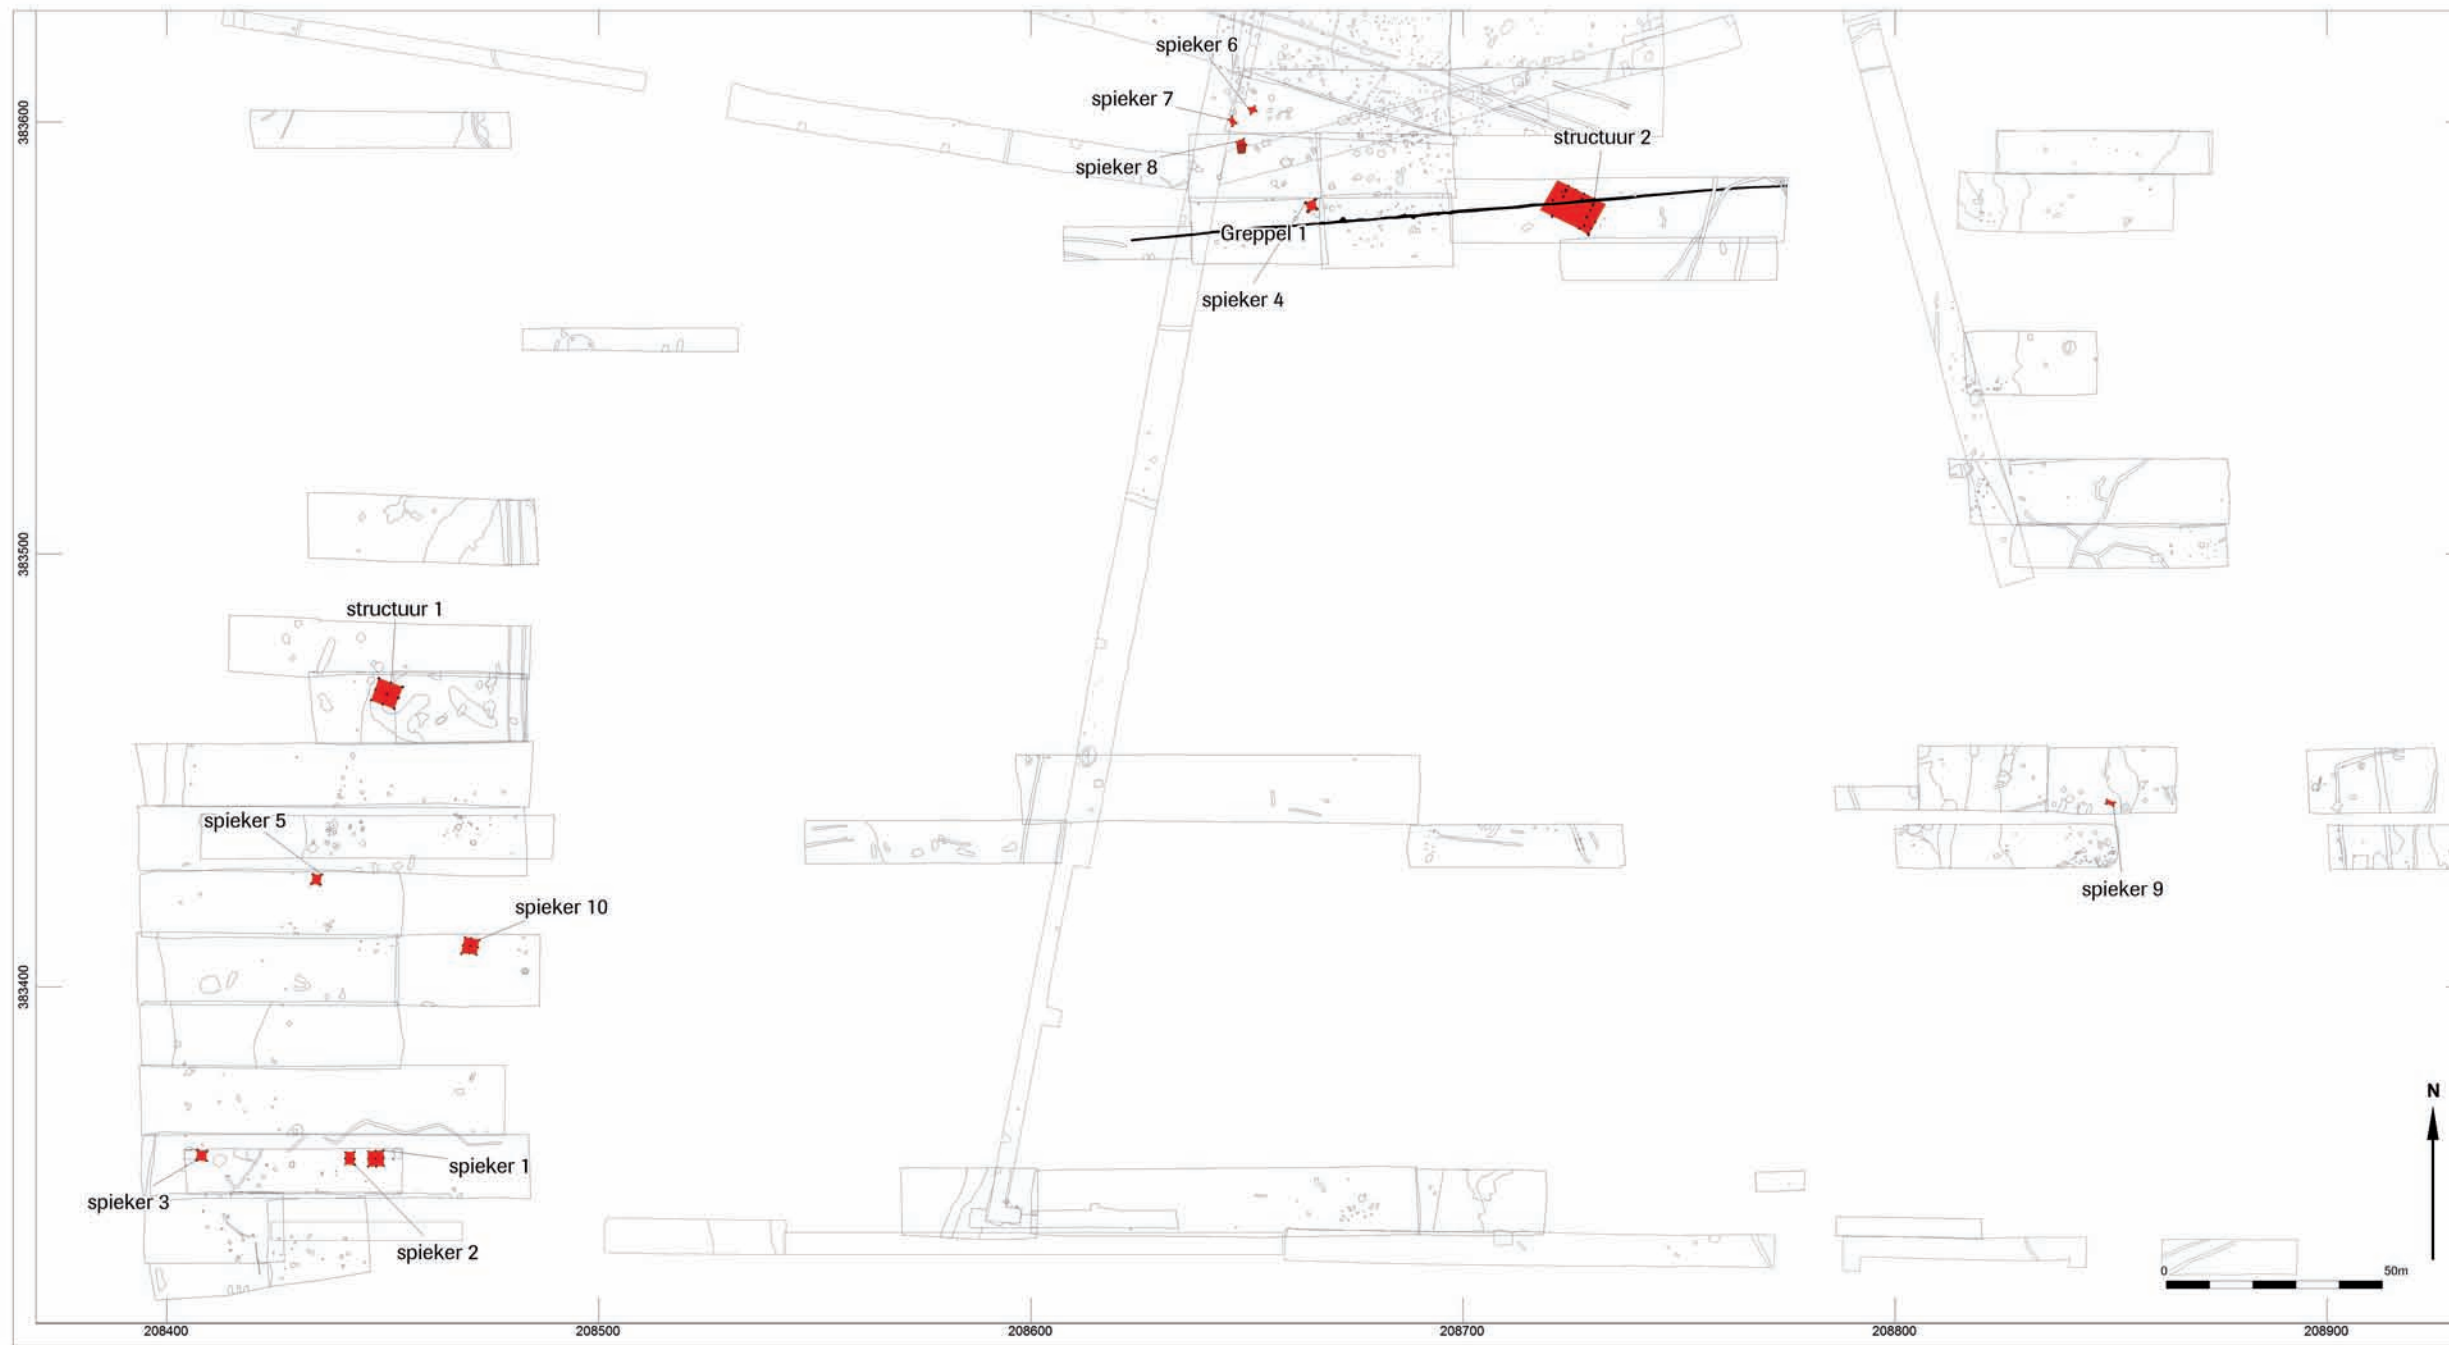 spieker 6
spieker 7
383600
structuur 2
spieker 8
Greppel 1
spieker 4
383500
structuur 1
spieker 5
spieker 9
spieker 10
383400
N
spieker 1
spieker 3
spieker 2
0 50m
208400 208500 208600 208700 208800 208900